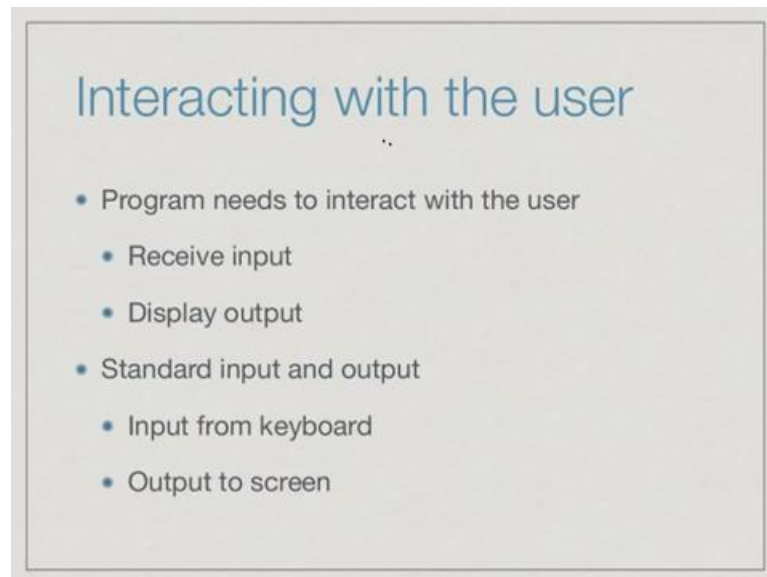 Interacting with the user
• Program needs to interact with the user
• Receive input
• Display output
• Standard input and output
• Input from keyboard
• Output to screen